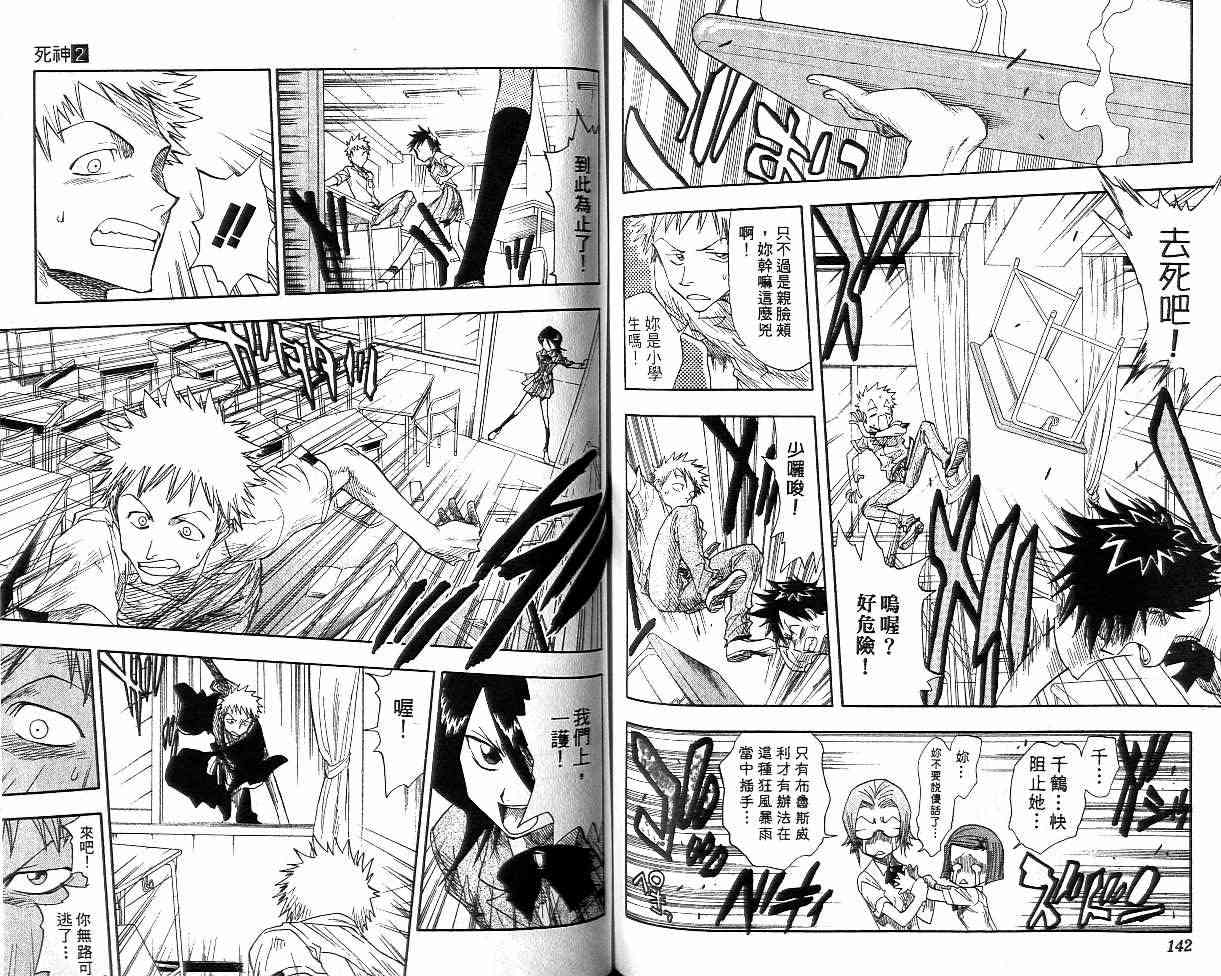 去死吧！
只不過是親臉頰
，妳幹嘛這麼兇
啊！
妳是小學
生嗎！
嗚喔？
好危險！
少囉唆！
千…
千鶴…快
阻止她…
妳…
妳不要說傻話了…
只有布魯斯威
利才有辦法在
這種狂風暴雨
當中插手…
142
死神2
到此為止了！
!!
我們上，
一護！
喔！
來吧！
你無路可
逃了…